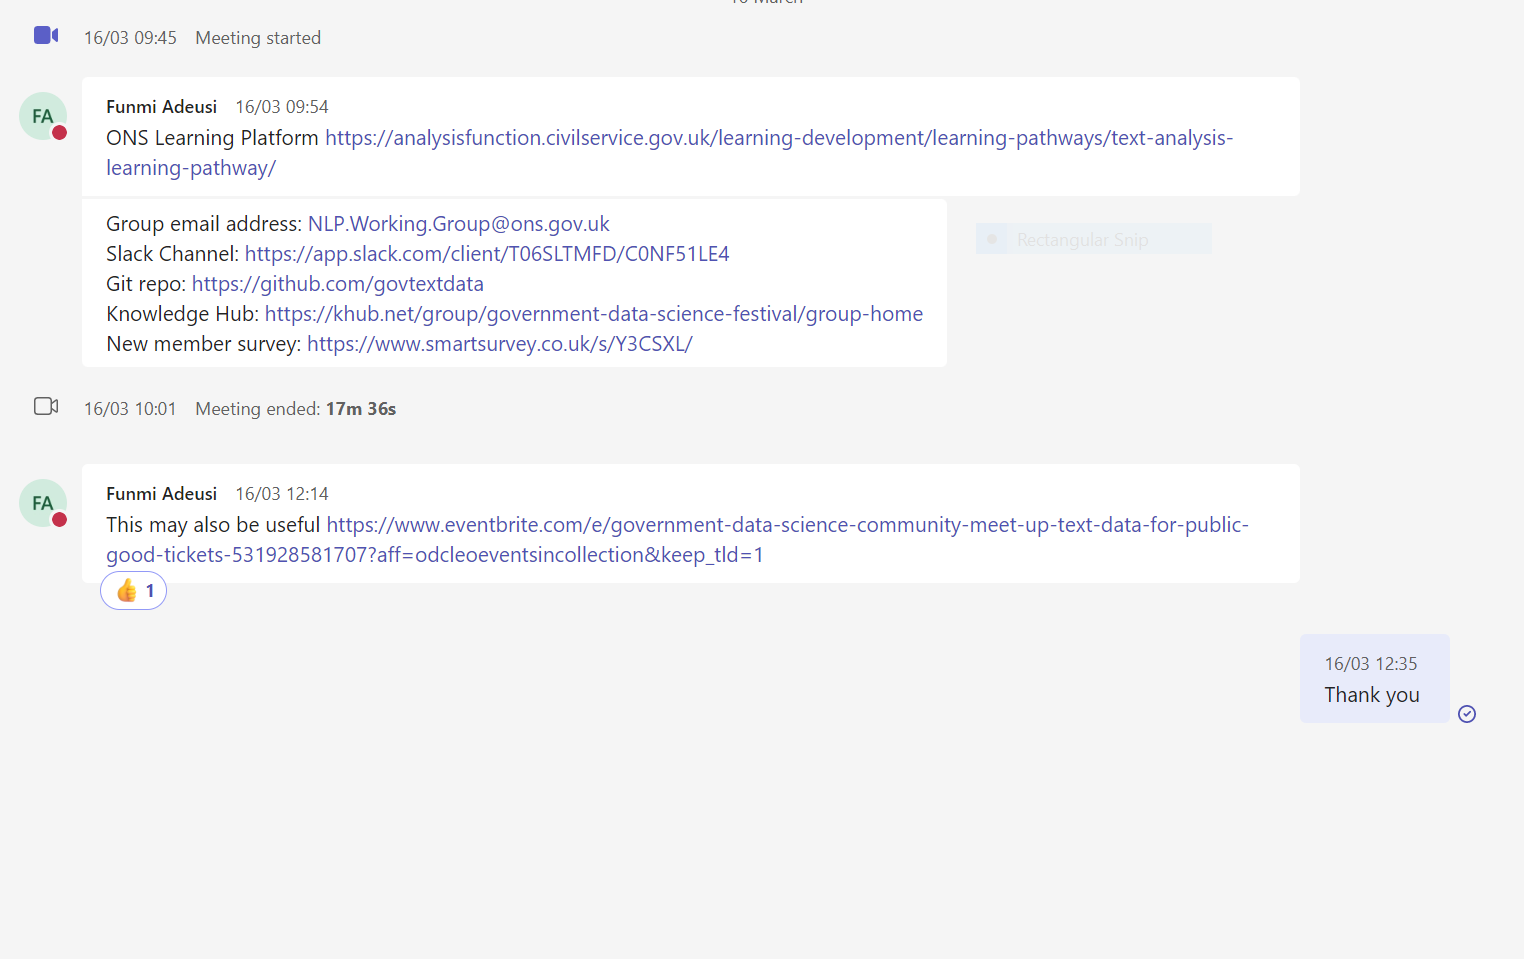 16/03 09:45 Meeting started
FA
Funmi Adeusi 16/03 09:54
ONS Learning Platform https://analysisfunction.civilservice.gov.uk/learning-development/learning-pathways/text-analysis-
learning-pathway/
Group email address: NLP.Working.Group@ons.gov.uk
Slack Channel: https://app.slack.com/client/T06SLTMFD/C0NF51LE4
Rectangular Snip
Git repo: https://github.com/govtextdata
Knowledge Hub: https://khub.net/group/government-data-science-festival/group-home
New member survey: https://www.smartsurvey.co.uk/s/Y3CSXL/
16/03 10:01 Meeting ended: 17m 36s
FA
Funmi Adeusi 16/03 12:14
This may also be useful https://www.eventbrite.com/e/government-data-science-community-meet-up-text-data-for-public-
good-tickets-531928581707?aff=odcleoeventsincollection&keep_tld=1
👍 1
16/03 12:35
Thank you